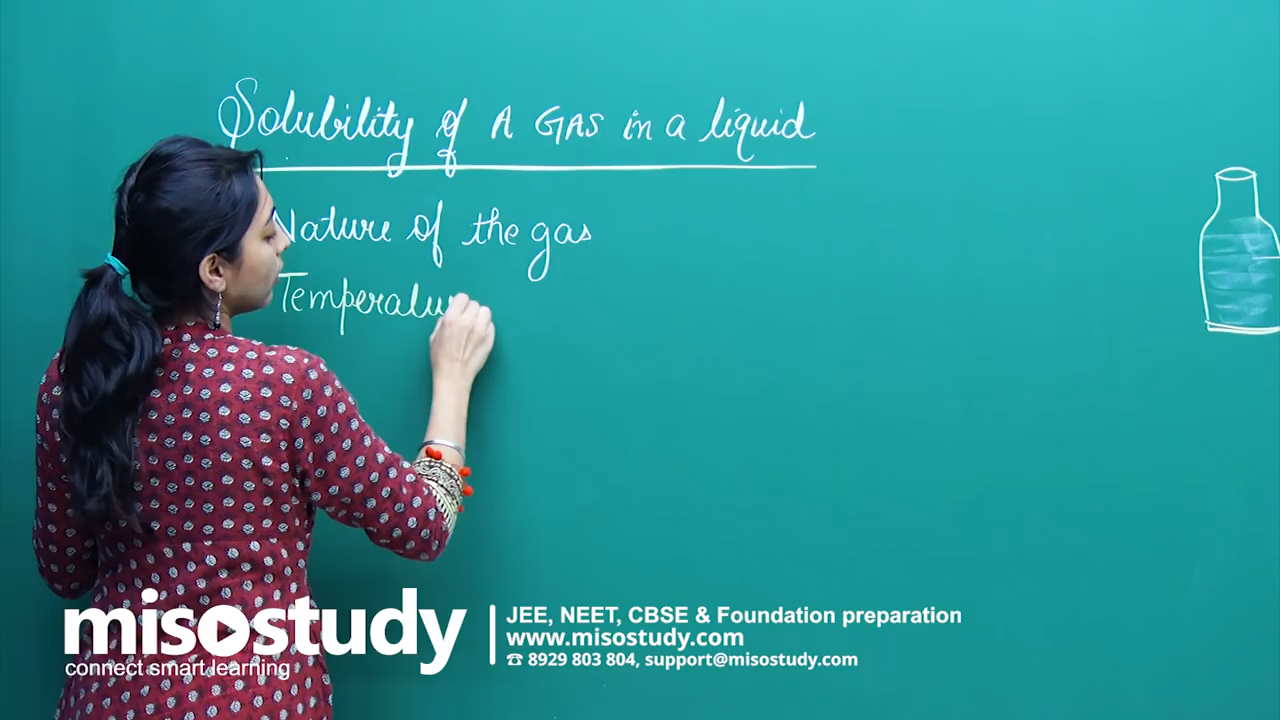 Solubility of A GAS in a liquid
Nature of the gas
Temperatu
misostudy
connect smart learning
JEE, NEET, CBSE & Foundation preparation
www.misostudy.com
☎ 8929 803 804, support@misostudy.com